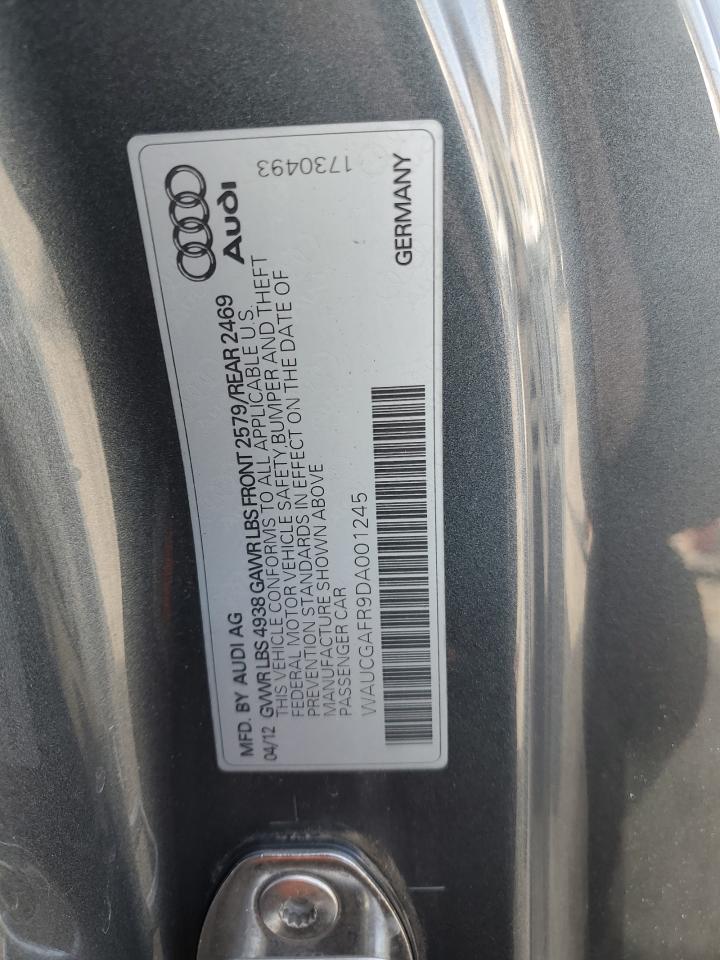 MFD. BY AUDI AG
04/12 GVWR LBS 4938 GAWR LBS FRONT 2579/REAR 2469
THIS VEHICLE CONFORMS TO ALL APPLICABLE U.S.
FEDERAL MOTOR VEHICLE SAFETY,BUMPER AND THEFT
PREVENTION STANDARDS IN EFFECT ON THE DATE OF
MANUFACTURE SHOWN ABOVE
PASSENGER CAR
WAUCGAFR9DA001245
Audi
1730493
GERMANY